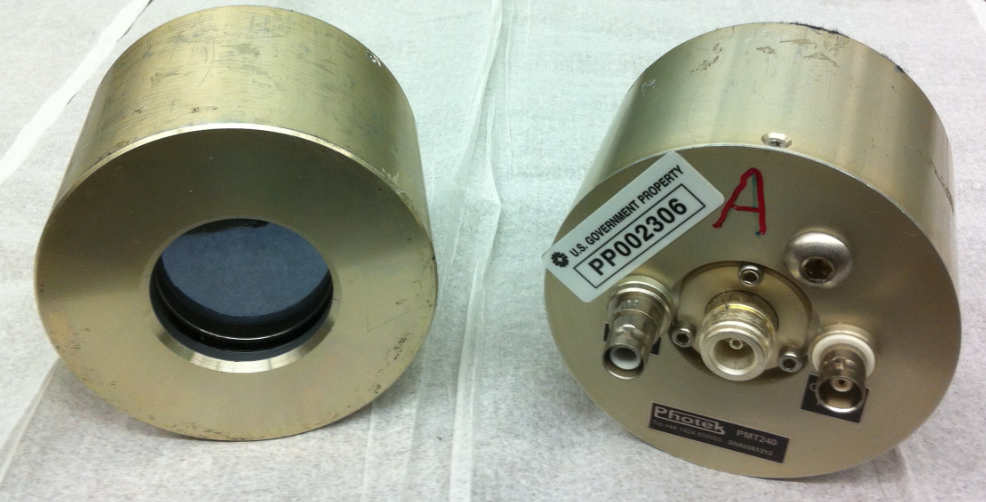 A
U.S. GOVERNMENT PROPERTY
PP002306
Photek
PMT240